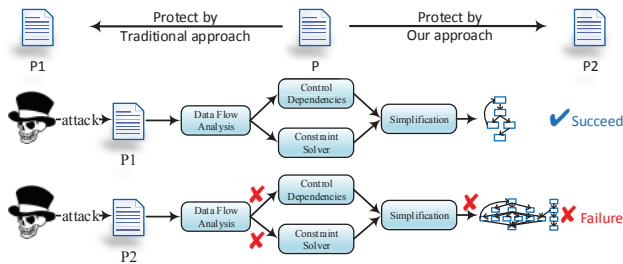 Protect by
Traditional approach
Protect by
Our approach
P1
P
P2
attack
P1
Data Flow
Analysis
Control
Dependencies
Constraint
Solver
Simplification
Succeed
attack
P2
Data Flow
Analysis
Control
Dependencies
Constraint
Solver
Simplification
Failure